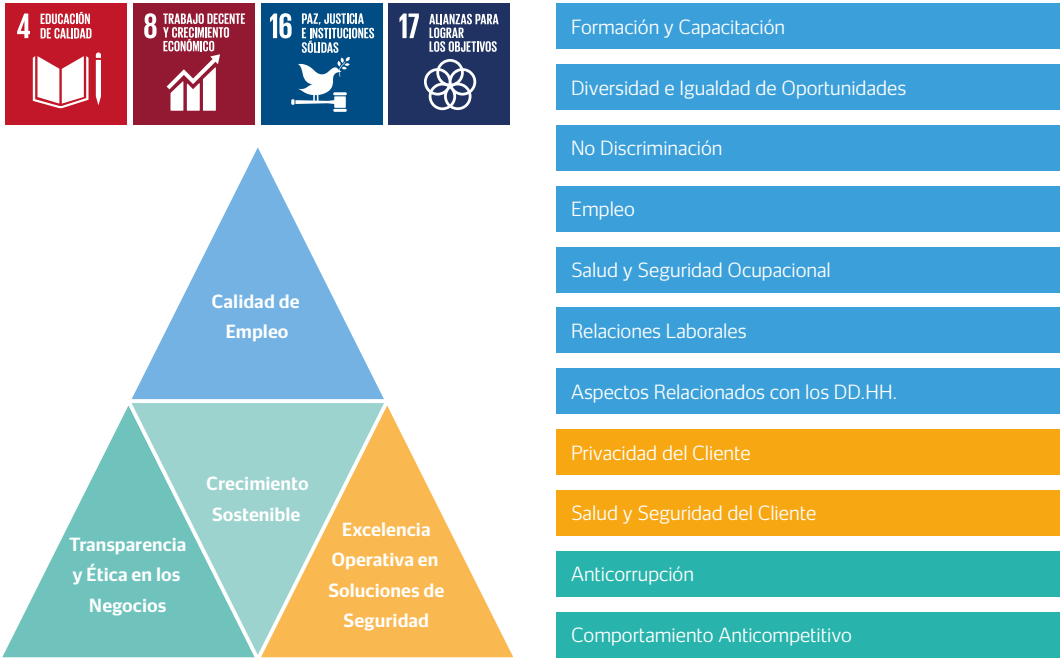 4 EDUCACIÓN
DE CALIDAD
8 TRABAJO DECENTE
Y CRECIMIENTO
ECONÓMICO
16 PAZ, JUSTICIA
E INSTITUCIONES
SÓLIDAS
17 ALIANZAS PARA
LOGRAR
LOS OBJETIVOS
Calidad de
Empleo
Crecimiento
Sostenible
Transparencia
y Ética en los
Negocios
Excelencia
Operativa en
Soluciones de
Seguridad
Formación y Capacitación
Diversidad e Igualdad de Oportunidades
No Discriminación
Empleo
Salud y Seguridad Ocupacional
Relaciones Laborales
Aspectos Relacionados con los DD.HH.
Privacidad del Cliente
Salud y Seguridad del Cliente
Anticorrupción
Comportamiento Anticompetitivo